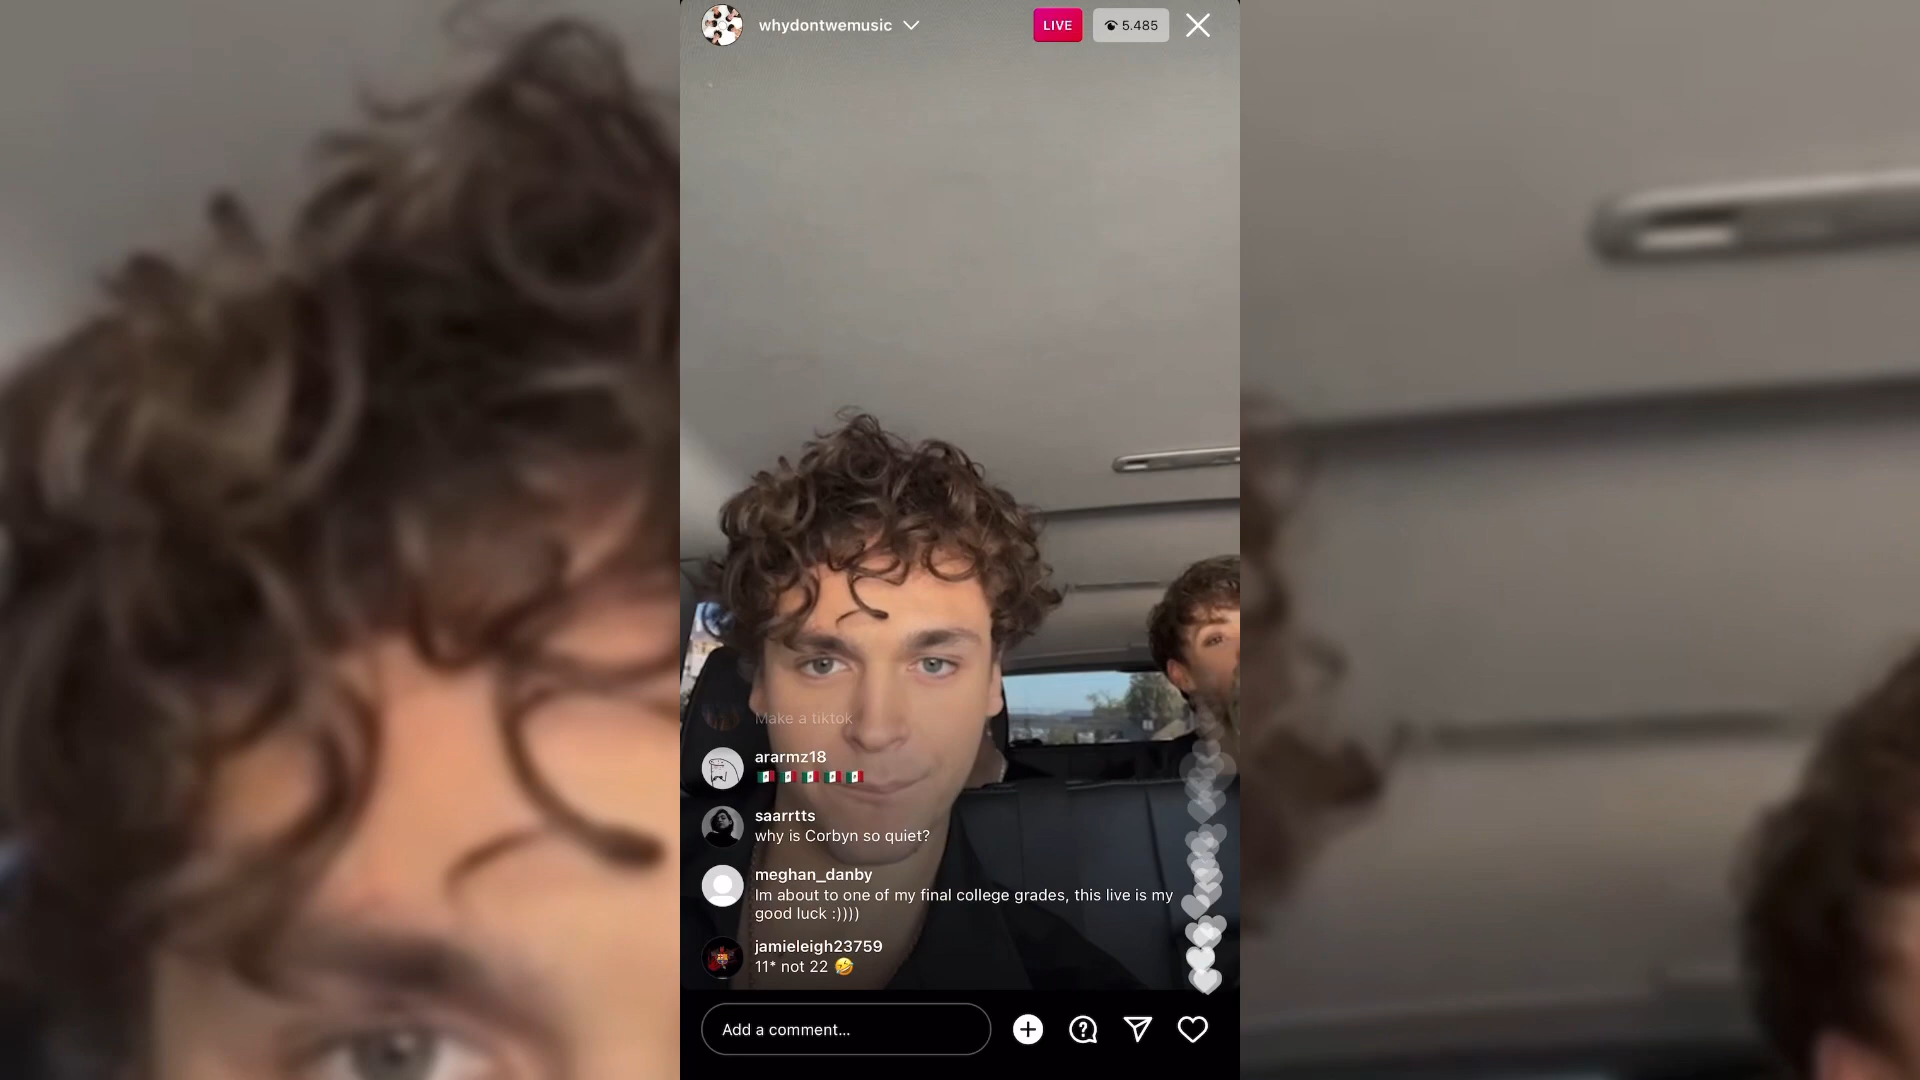 whydontwemusic
LIVE
5.485
Make a tiktok
ararmz18
🇲🇽 🇲🇽 🇲🇽 🇲🇽 🇲🇽
saarrtts
why is Corbyn so quiet?
meghan_danby
Im about to one of my final college grades, this live is my
good luck :))))
jamieleigh23759
11* not 22 🤣
Add a comment...